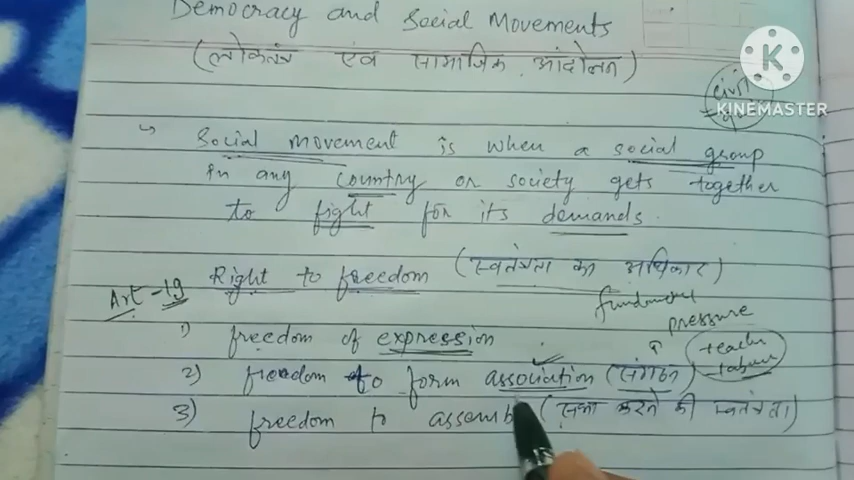 Democracy and Social Movements
(लोकतंत्र एंव सामाजिक आंदोलन)
civil
KINEMASTER
Social movement is when a social group
in any country or society gets together
to fight for its demands.
Art-19 Right to freedom (स्वतंत्रता का अधिकार)
fundamental
pressure
1) freedom of expression
teacher
2) freedom to form association (संगठन)
labour
3) freedom to (सभा करने की स्वतंत्रता)